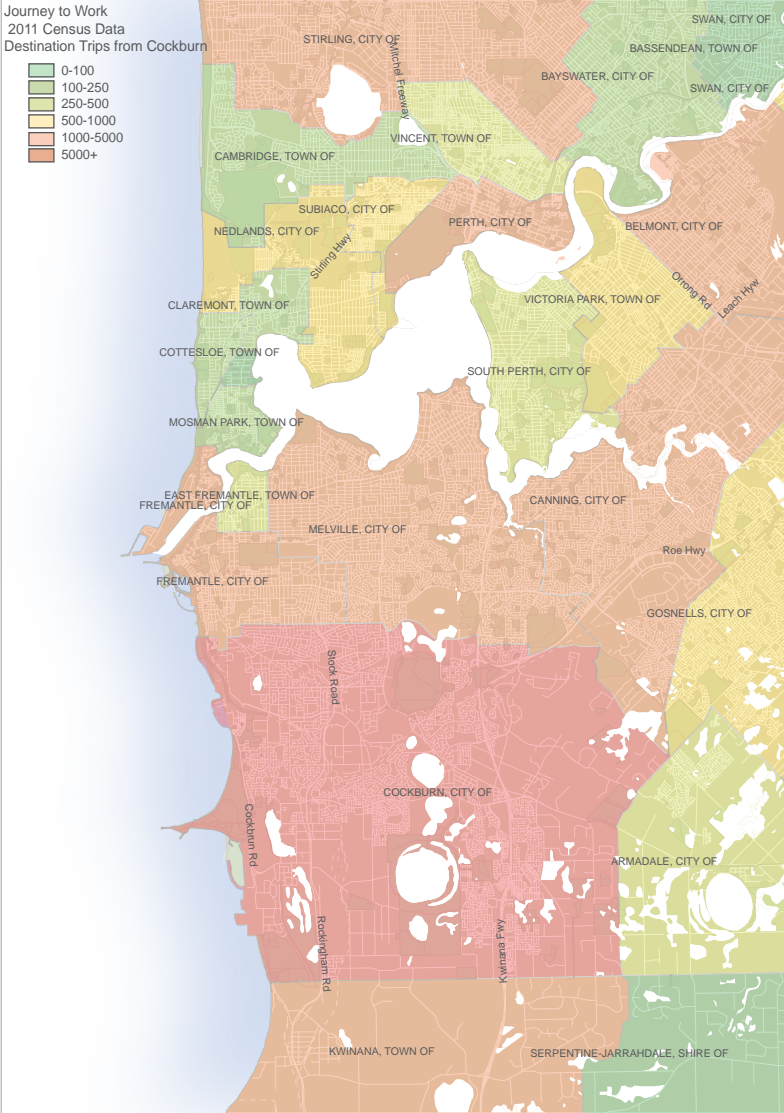 Journey to Work
2011 Census Data
Destination Trips from Cockburn
0-100
100-250
250-500
500-1000
1000-5000
5000+
SWAN, CITY OF
STIRLING, CITY OF
BASSENDEAN, TOWN OF
Mitchel Freeway
BAYSWATER, CITY OF
SWAN, CITY OF
VINCENT, TOWN OF
CAMBRIDGE, TOWN OF
SUBIACO, CITY OF
PERTH, CITY OF
BELMONT, CITY OF
NEDLANDS, CITY OF
Stirling Hwy
Orrong Rd
Leach Hyw
CLAREMONT, TOWN OF
VICTORIA PARK, TOWN OF
COTTESLOE, TOWN OF
SOUTH PERTH, CITY OF
MOSMAN PARK, TOWN OF
EAST FREMANTLE, TOWN OF
FREMANTLE, CITY OF
CANNING, CITY OF
MELVILLE, CITY OF
Roe Hwy
FREMANTLE, CITY OF
GOSNELLS, CITY OF
Stock Road
COCKBURN, CITY OF
Cockbrun Rd
ARMADALE, CITY OF
Rockingham Rd
Kwinana Fwy
KWINANA, TOWN OF
SERPENTINE-JARRAHDALE, SHIRE OF